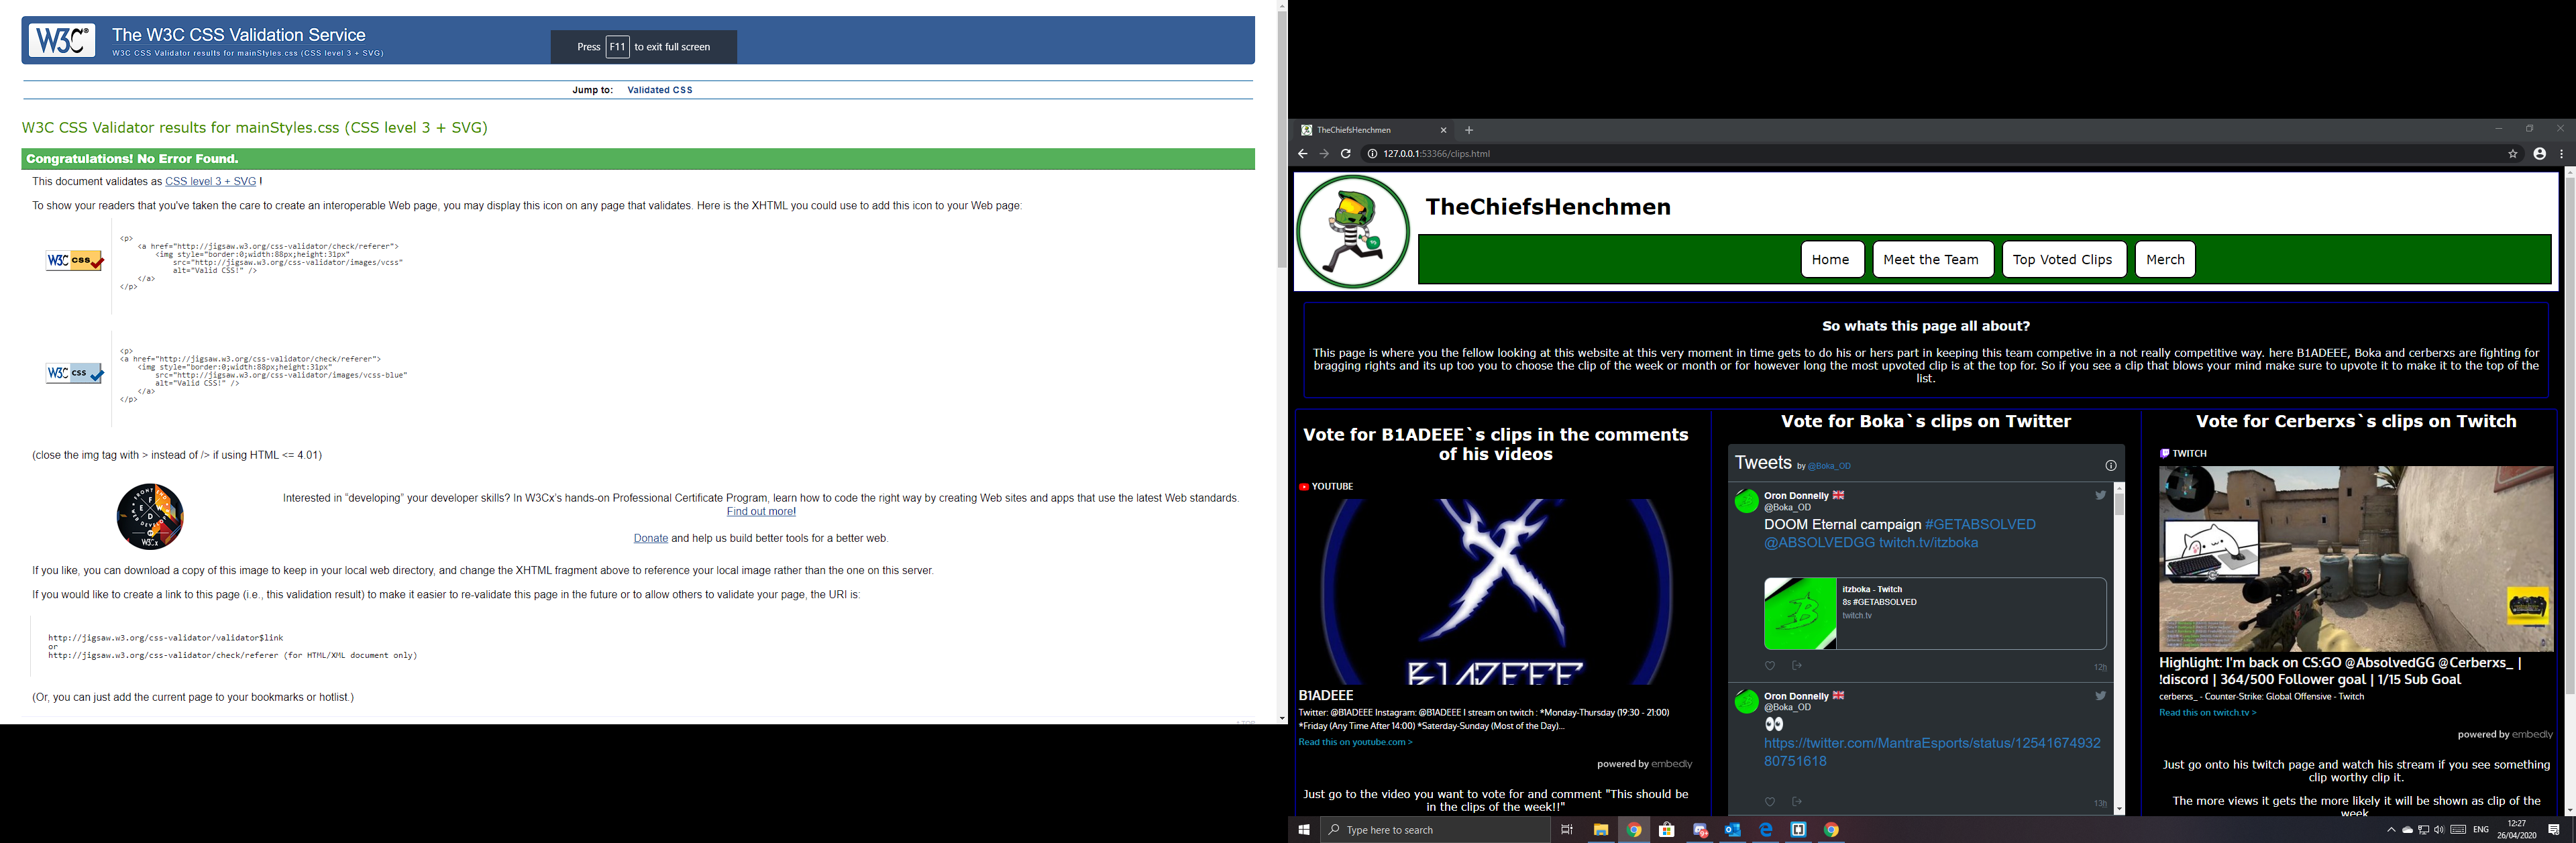 W3C®
The W3C CSS Validation Service
W3C CSS Validator results for mainStyles.css (CSS level 3 + SVG)
Press F11 to exit full screen
Jump to: Validated CSS
W3C CSS Validator results for mainStyles.css (CSS level 3 + SVG)
Congratulations! No Error Found.
This document validates as CSS level 3 + SVG !
To show your readers that you've taken the care to create an interoperable Web page, you may display this icon on any page that validates. Here is the XHTML you could use to add this icon to your Web page:
W3C css
<p>
<a href="http://jigsaw.w3.org/css-validator/check/referer">
<img style="border:0;width:88px;height:31px"
src="http://jigsaw.w3.org/css-validator/images/vcss"
alt="Valid CSS!" />
</a>
</p>
W3C css
<p>
<a href="http://jigsaw.w3.org/css-validator/check/referer">
<img style="border:0;width:88px;height:31px"
src="http://jigsaw.w3.org/css-validator/images/vcss-blue"
alt="Valid CSS!" />
</a>
</p>
(close the img tag with > instead of /> if using HTML <= 4.01)
W3Cx
Interested in "developing" your developer skills? In W3Cx's hands-on Professional Certificate Program, learn how to code the right way by creating Web sites and apps that use the latest Web standards.
Find out more!
Donate and help us build better tools for a better web.
If you like, you can download a copy of this image to keep in your local web directory, and change the XHTML fragment above to reference your local image rather than the one on this server.
If you would like to create a link to this page (i.e., this validation result) to make it easier to re-validate this page in the future or to allow others to validate your page, the URI is:
http://jigsaw.w3.org/css-validator/validator$link
or
http://jigsaw.w3.org/css-validator/check/referer (for HTML/XML document only)
(Or, you can just add the current page to your bookmarks or hotlist.)
TheChiefsHenchmen
127.0.0.1:53366/clips.html
TheChiefsHenchmen
Home
Meet the Team
Top Voted Clips
Merch
So whats this page all about?
This page is where you the fellow looking at this website at this very moment in time gets to do his or hers part in keeping this team competive in a not really competitive way. here B1ADEEE, Boka and cerberxs are fighting for
bragging rights and its up too you to choose the clip of the week or month or for however long the most upvoted clip is at the top for. So if you see a clip that blows your mind make sure to upvote it to make it to the top of the
list.
Vote for B1ADEEE`s clips in the comments
of his videos
YOUTUBE
B1ADEEE
B1ADEEE
Twitter: @B1ADEEE Instagram: @B1ADEEE I stream on twitch : *Monday-Thursday (19:30 - 21:00)
*Friday (Any Time After 14:00) *Saterday-Sunday (Most of the Day)...
Read this on youtube.com >
powered by embedly
Just go to the video you want to vote for and comment "This should be
in the clips of the week!!"
Vote for Boka`s clips on Twitter
Tweets by @Boka_OD
Oron Donnelly 🇬🇧
@Boka_OD
DOOM Eternal campaign #GETABSOLVED
@ABSOLVEDGG twitch.tv/itzboka
itzboka - Twitch
8s #GETABSOLVED
twitch.tv
12h
Oron Donnelly 🇬🇧
@Boka_OD
👀
https://twitter.com/MantraEsports/status/12541674932
80751618
13h
Vote for Cerberxs`s clips on Twitch
TWITCH
Highlight: I'm back on CS:GO @AbsolvedGG @Cerberxs_ |
!discord | 364/500 Follower goal | 1/15 Sub Goal
cerberxs_ - Counter-Strike: Global Offensive - Twitch
Read this on twitch.tv >
powered by embedly
Just go onto his twitch page and watch his stream if you see something
clip worthy clip it.
The more views it gets the more likely it will be shown as clip of the
week
Type here to search
ENG
12:27
26/04/2020